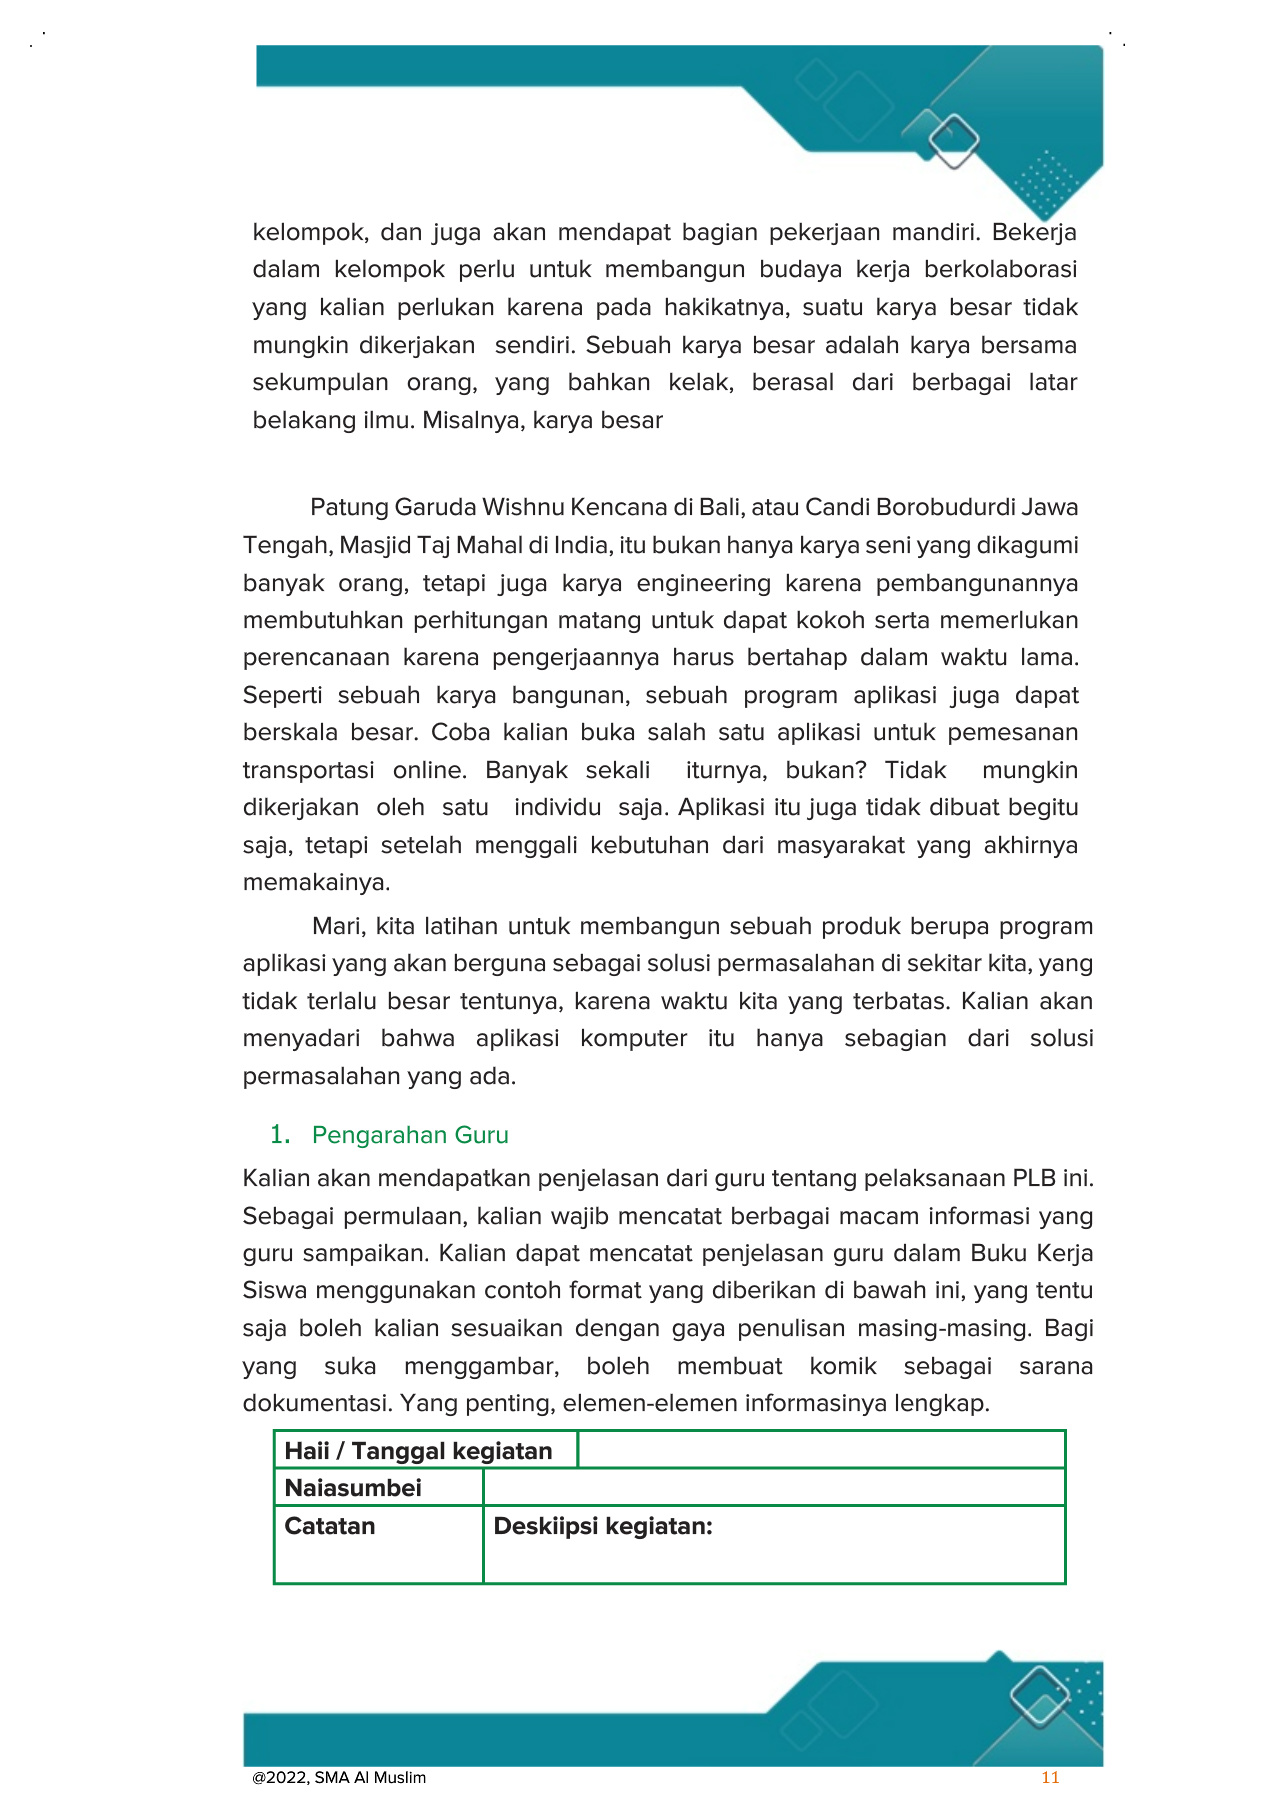 kelompok, dan juga akan mendapat bagian pekerjaan mandiri. Bekerja
dalam kelompok perlu untuk membangun budaya kerja berkolaborasi
yang kalian perlukan karena pada hakikatnya, suatu karya besar tidak
mungkin dikerjakan sendiri. Sebuah karya besar adalah karya bersama
sekumpulan orang, yang bahkan kelak, berasal dari berbagai latar
belakang ilmu. Misalnya, karya besar
Patung Garuda Wishnu Kencana di Bali, atau Candi Borobudurdi Jawa
Tengah, Masjid Taj Mahal di India, itu bukan hanya karya seni yang dikagumi
banyak orang, tetapi juga karya engineering karena pembangunannya
membutuhkan perhitungan matang untuk dapat kokoh serta memerlukan
perencanaan karena pengerjaannya harus bertahap dalam waktu lama.
Seperti sebuah karya bangunan, sebuah program aplikasi juga dapat
berskala besar. Coba kalian buka salah satu aplikasi untuk pemesanan
transportasi online. Banyak sekali iturnya, bukan? Tidak mungkin
dikerjakan oleh satu individu saja. Aplikasi itu juga tidak dibuat begitu
saja, tetapi setelah menggali kebutuhan dari masyarakat yang akhirnya
memakainya.
Mari, kita latihan untuk membangun sebuah produk berupa program
aplikasi yang akan berguna sebagai solusi permasalahan di sekitar kita, yang
tidak terlalu besar tentunya, karena waktu kita yang terbatas. Kalian akan
menyadari bahwa aplikasi komputer itu hanya sebagian dari solusi
permasalahan yang ada.
1. Pengarahan Guru
Kalian akan mendapatkan penjelasan dari guru tentang pelaksanaan PLB ini.
Sebagai permulaan, kalian wajib mencatat berbagai macam informasi yang
guru sampaikan. Kalian dapat mencatat penjelasan guru dalam Buku Kerja
Siswa menggunakan contoh format yang diberikan di bawah ini, yang tentu
saja boleh kalian sesuaikan dengan gaya penulisan masing-masing. Bagi
yang suka menggambar, boleh membuat komik sebagai sarana
dokumentasi. Yang penting, elemen-elemen informasinya lengkap.
Haii / Tanggal kegiatan
Naiasumbei
Catatan Deskiipsi kegiatan:
@2022, SMA Al Muslim 11